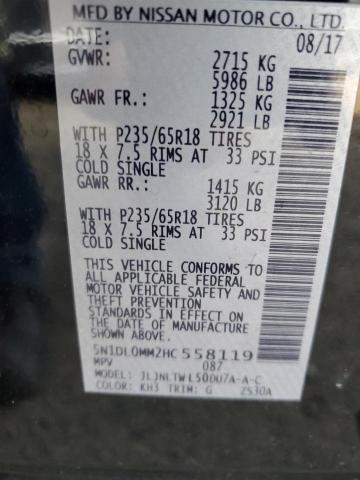 MFD BY NISSAN MOTOR CO., LTD.
DATE: 08/17
GVWR: 2715 KG
5986 LB
GAWR FR.: 1325 KG
2921 LB
WITH P235/65R18 TIRES
18 X 7.5 RIMS AT 33 PSI
COLD SINGLE
GAWR RR: 1415 KG
3120 LB
WITH P235/65R18 TIRES
18 X 7.5 RIMS AT 33 PSI
COLD SINGLE
THIS VEHICLE CONFORMS TO
ALL APPLICABLE FEDERAL
MOTOR VEHICLE SAFETY AND
THEFT PREVENTION
STANDARDS IN EFFECT ON
THE DATE OF MANUFACTURE
SHOWN ABOVE.
5N1DL0MM2HC558119
MPV 087
MODEL: JLJNLTWL50DU7A-A-C
COLOR: KH3 TRIM: G ZS30A